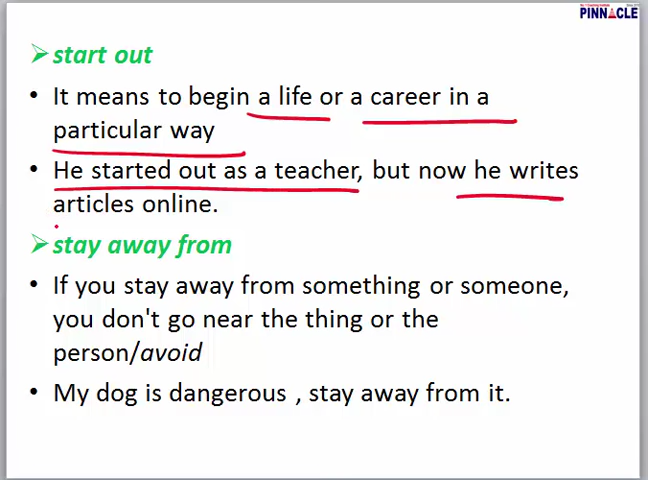 PINNACLE
➢ start out
• It means to begin a life or a career in a
particular way
• He started out as a teacher, but now he writes
articles online.
➢ stay away from
• If you stay away from something or someone,
you don't go near the thing or the
person/avoid
• My dog is dangerous , stay away from it.